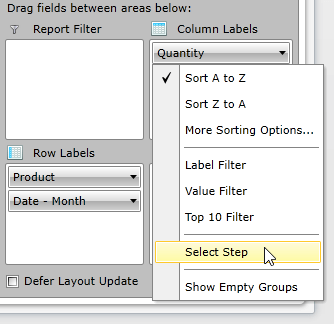 Drag fields between areas below:
Report Filter
Column Labels
Quantity
Sort A to Z
Sort Z to A
More Sorting Options...
Label Filter
Value Filter
Top 10 Filter
Select Step
Show Empty Groups
Row Labels
Product
Date - Month
Defer Layout Update